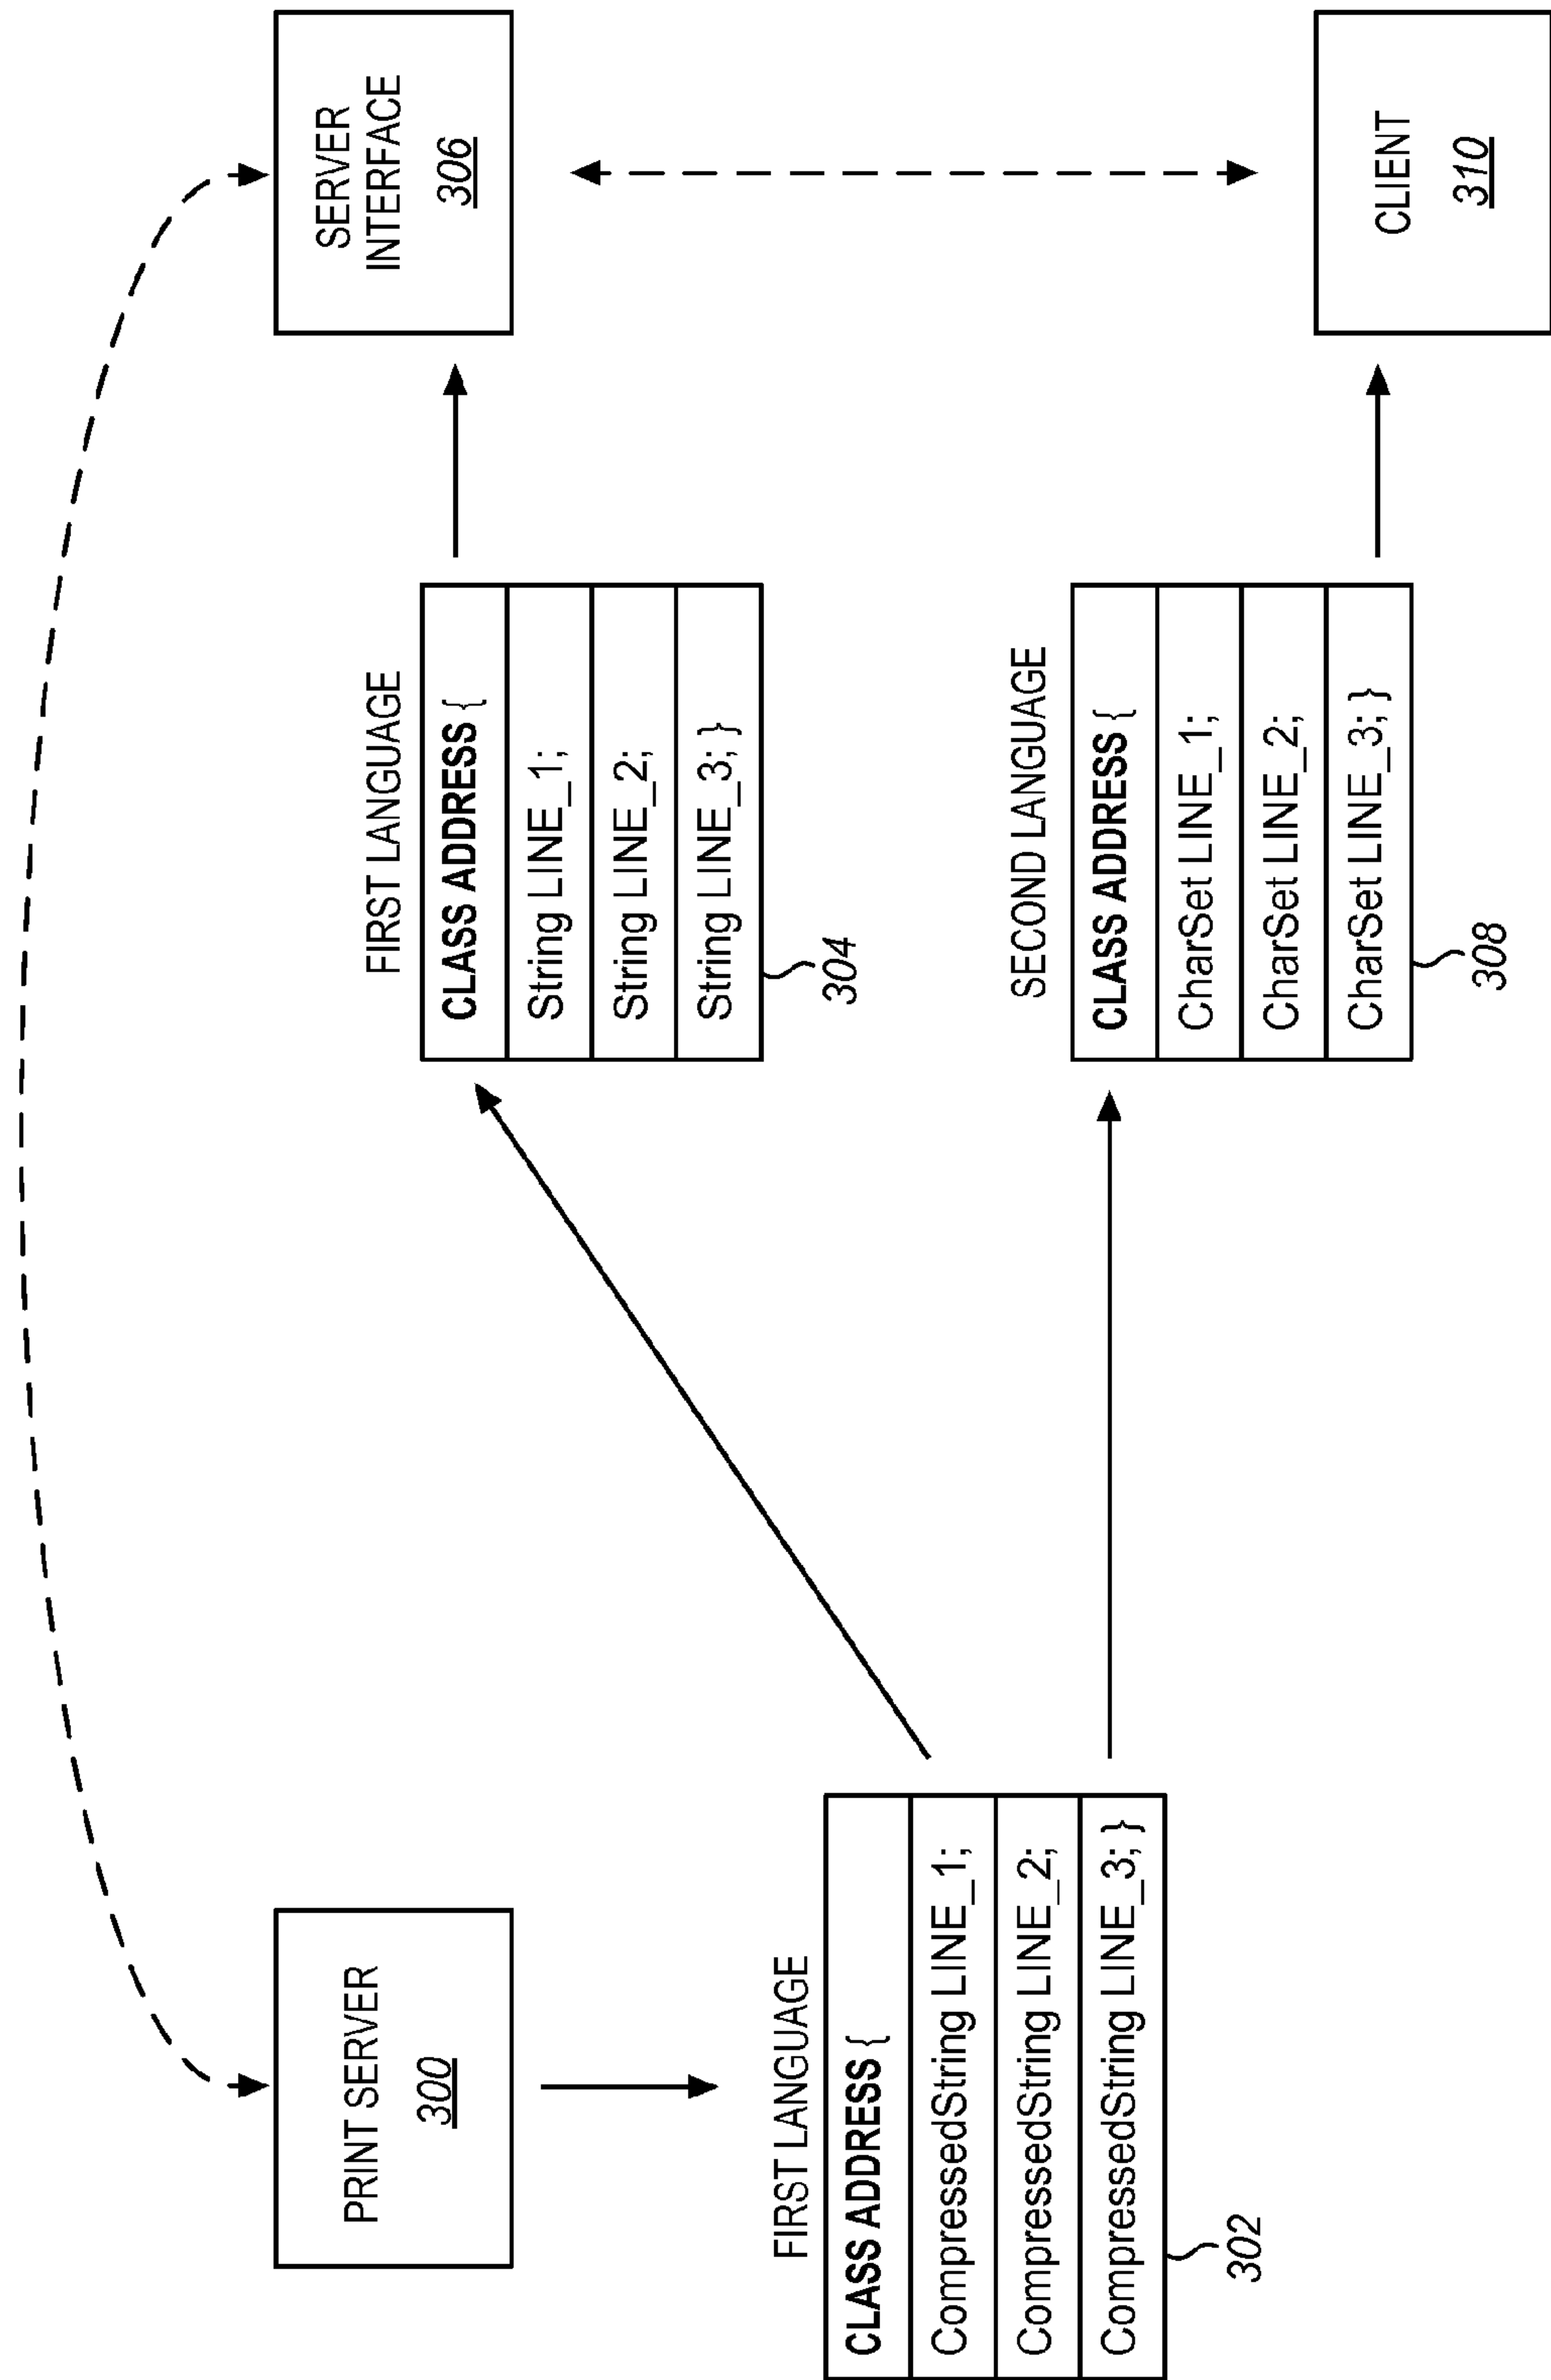 PRINT SERVER
300
SERVER
INTERFACE
306
FIRST LANGUAGE
CLASS ADDRESS {
String LINE_1;
String LINE_2;
String LINE_3; }
304
FIRST LANGUAGE
CLASS ADDRESS {
CompressedString LINE_1;
CompressedString LINE_2;
CompressedString LINE_3; }
302
SECOND LANGUAGE
CLASS ADDRESS {
CharSet LINE_1;
CharSet LINE_2;
CharSet LINE_3; }
308
CLIENT
310